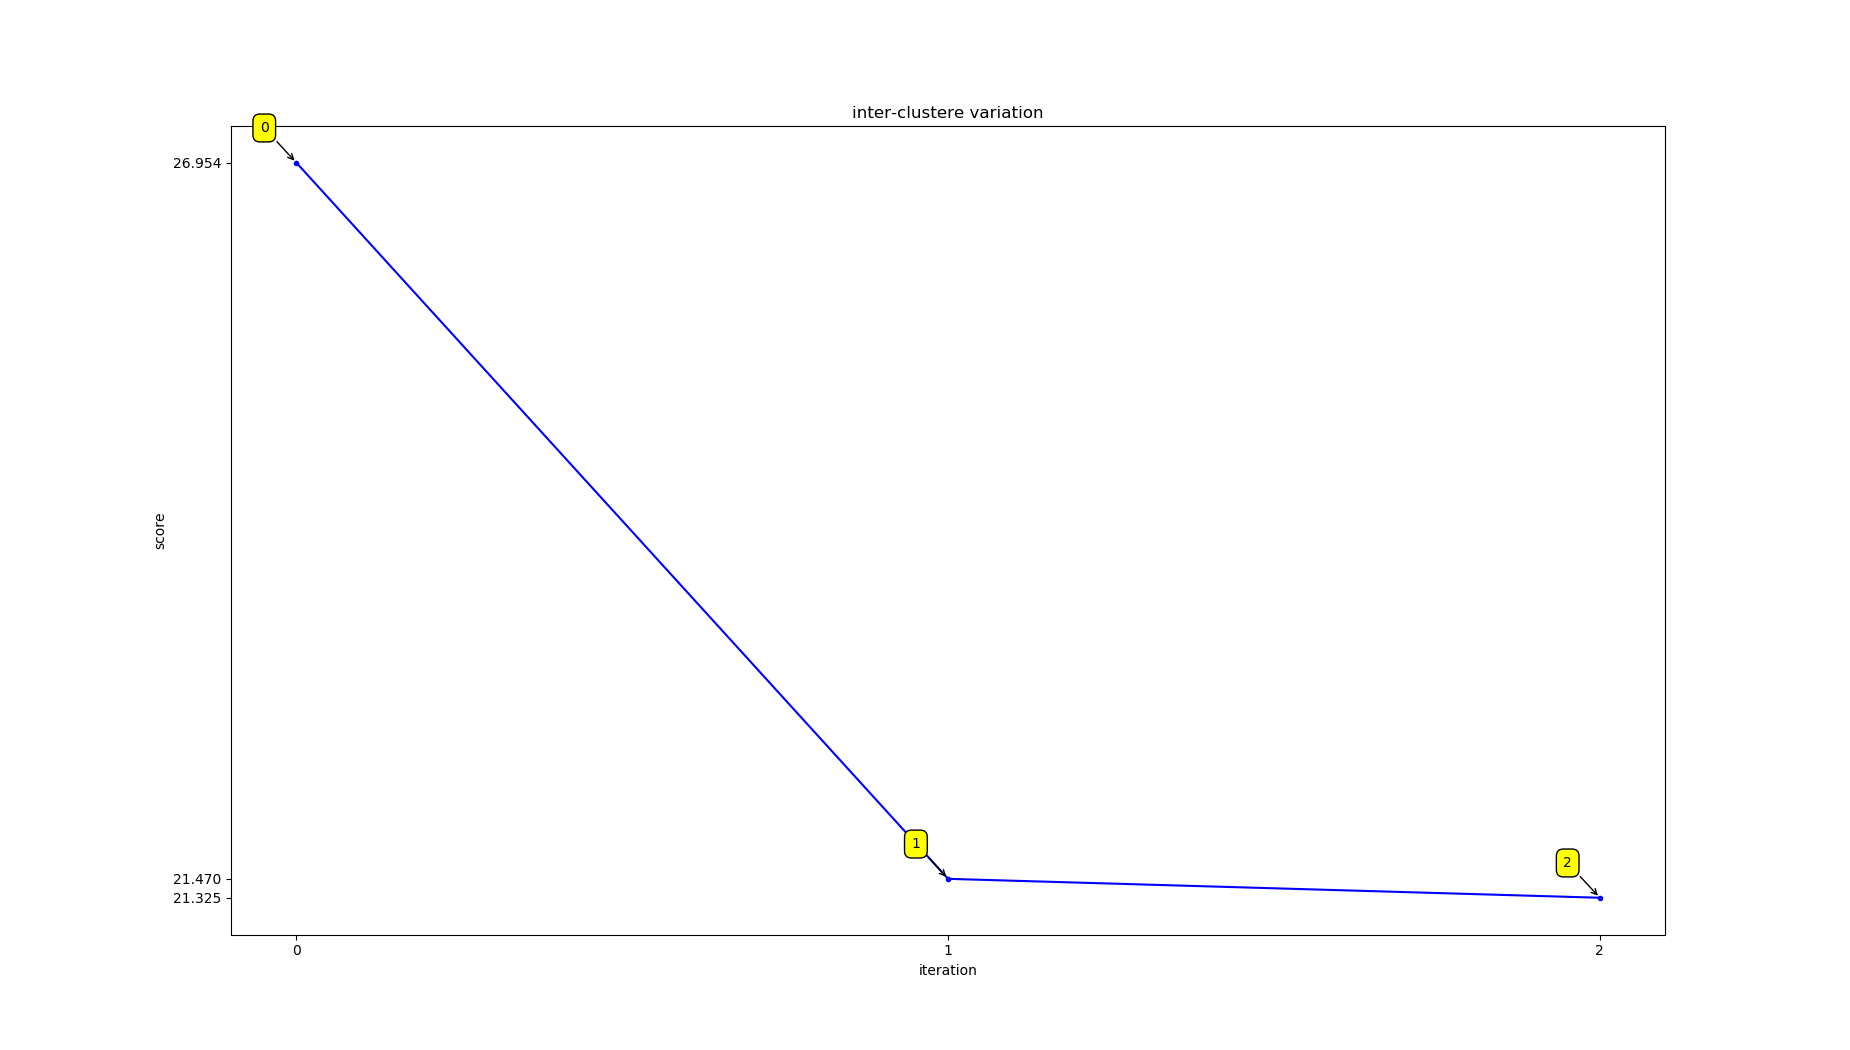 inter-clustere variation
0
26.954
score
1
2
21.470
21.325
0 1 2
iteration